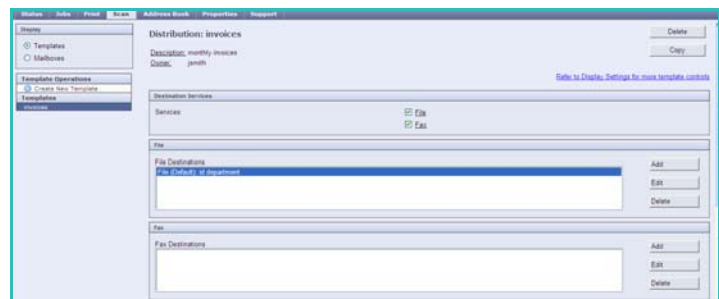 Status Jobs Print Scan Address Book Properties Support
Display
Templates
Mailboxes
Template Operations
Create New Template
Templates
invoices
Distribution: invoices
Delete
Copy
Description: monthly invoices
Owner: jsmith
Refer to Display Settings for more template controls
Destination Services
Services
File
Fax
File
File Destinations
File (Default): st department
Add
Edit
Delete
Fax
Fax Destinations
Add
Edit
Delete